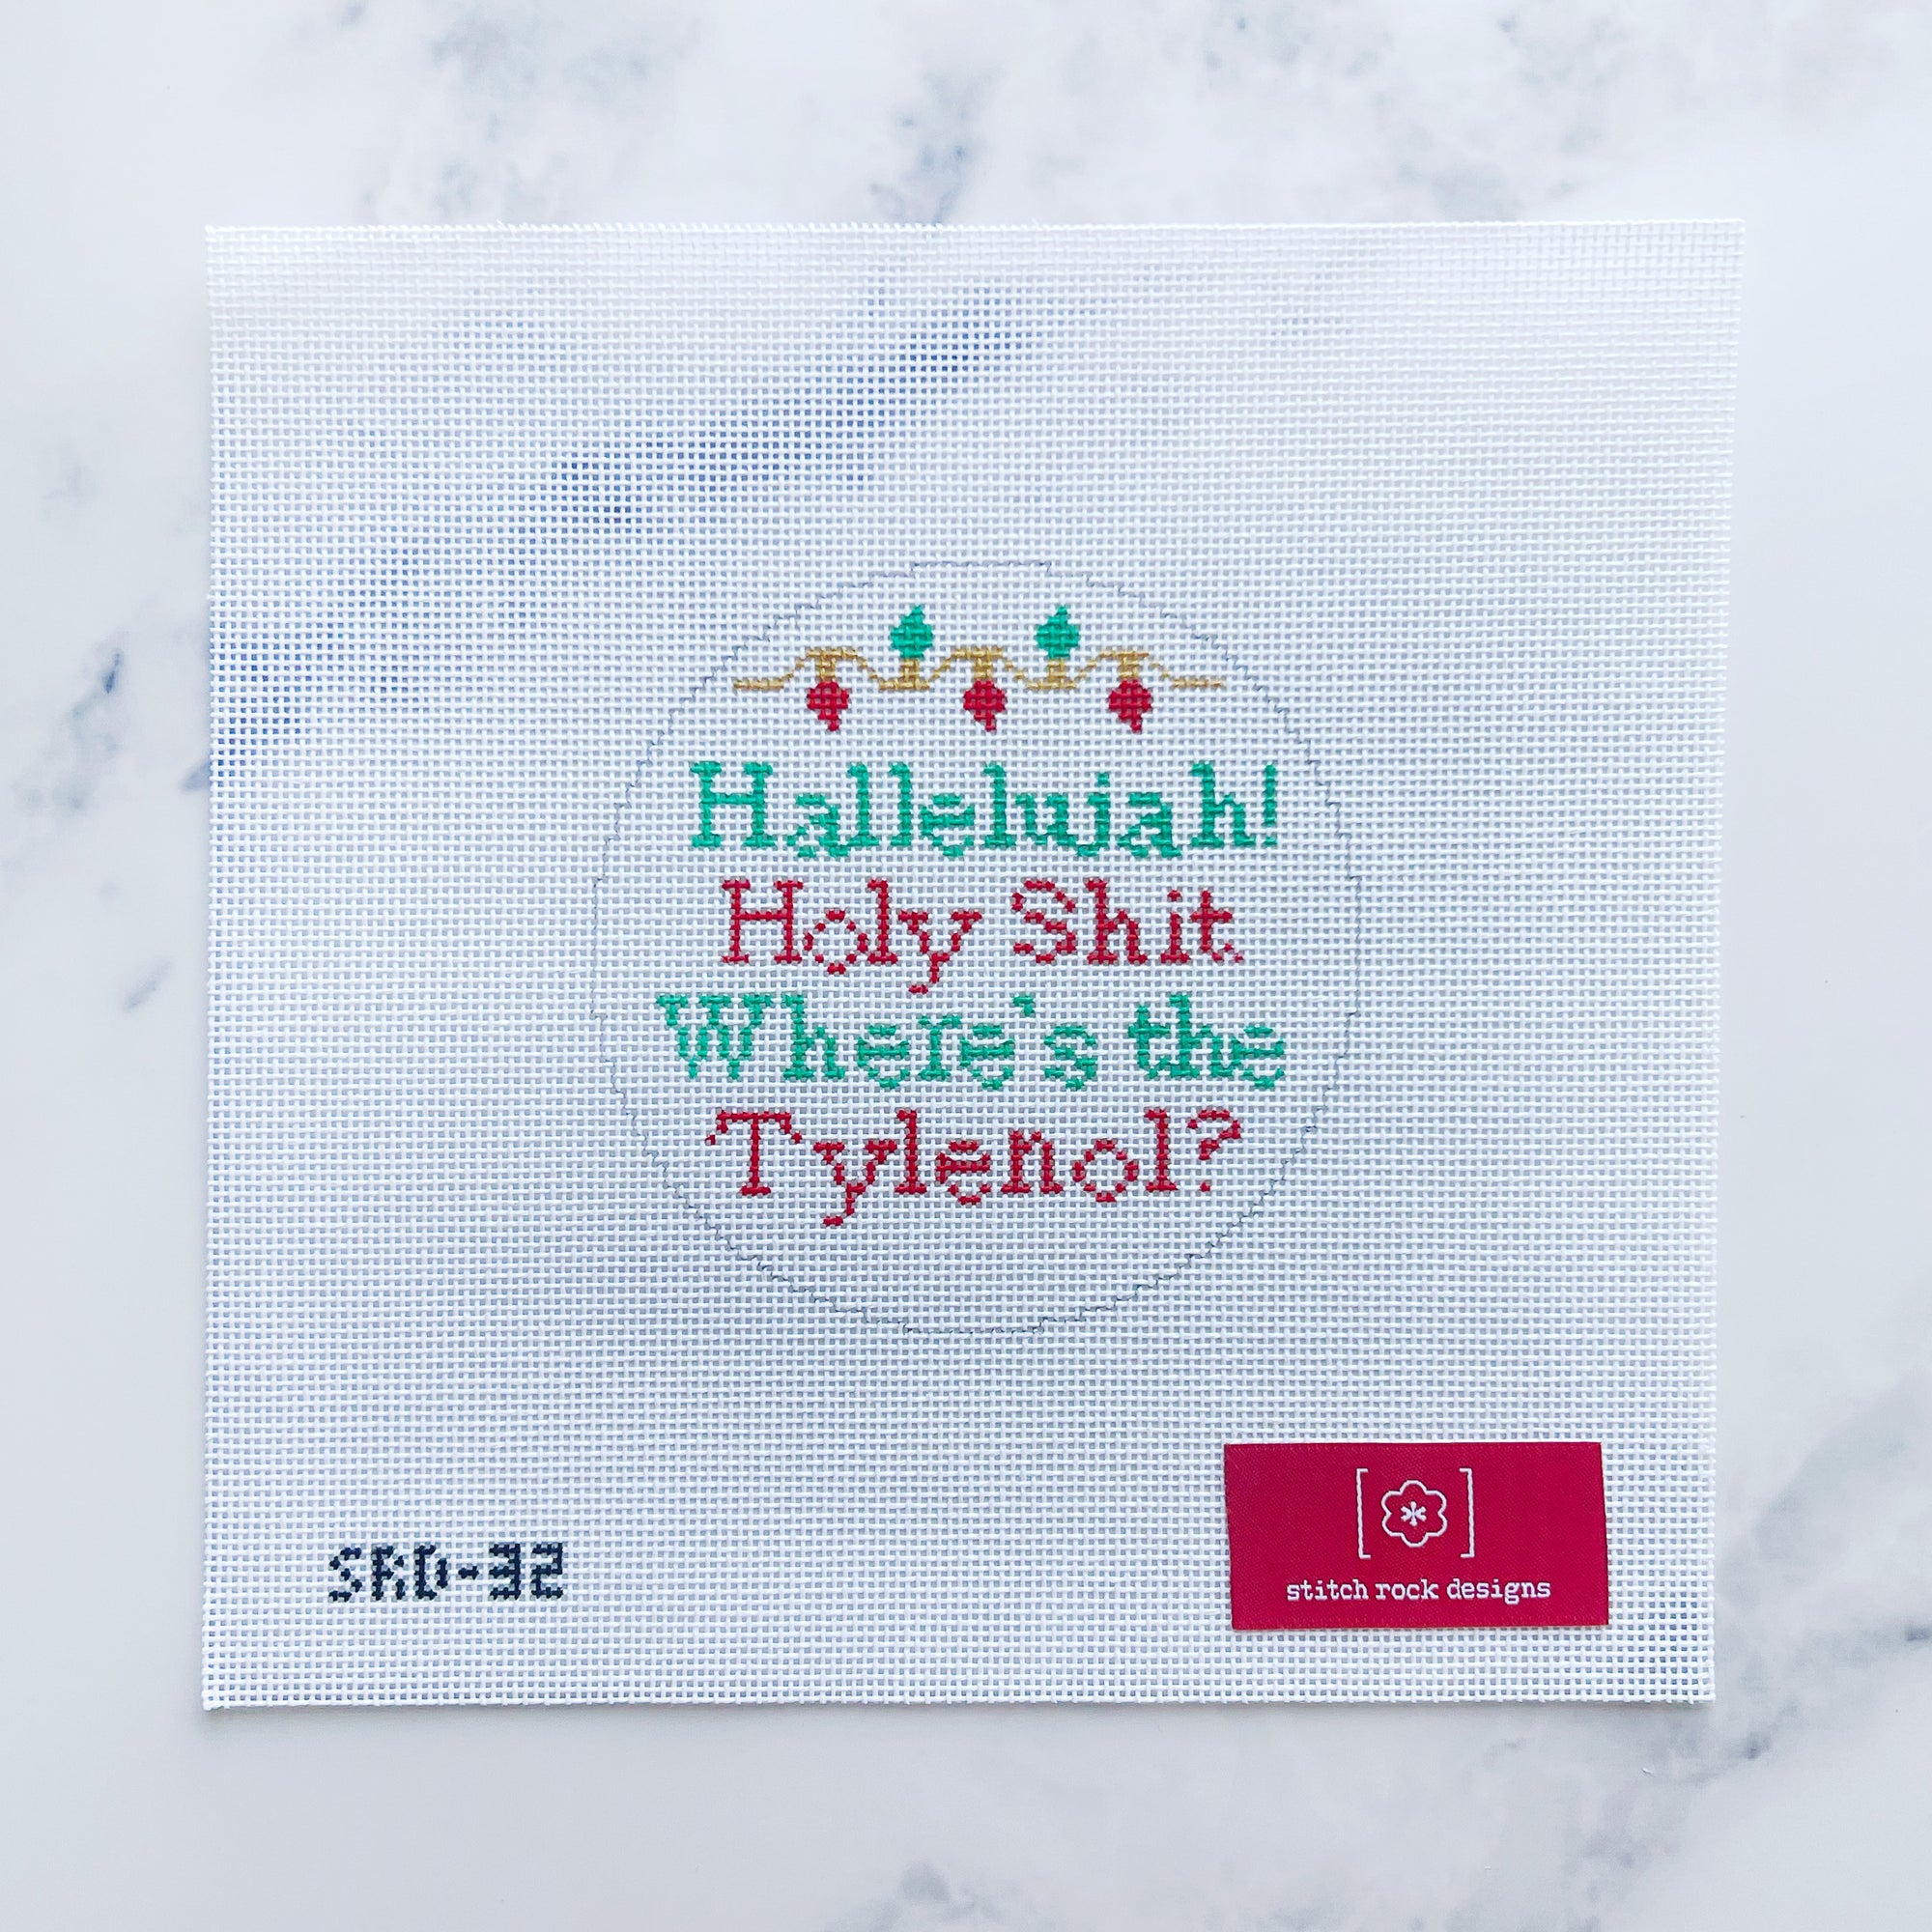 Hallelujah!
Holy Shit
Where's the
Tylenol?
SRD-32
stitch rock designs